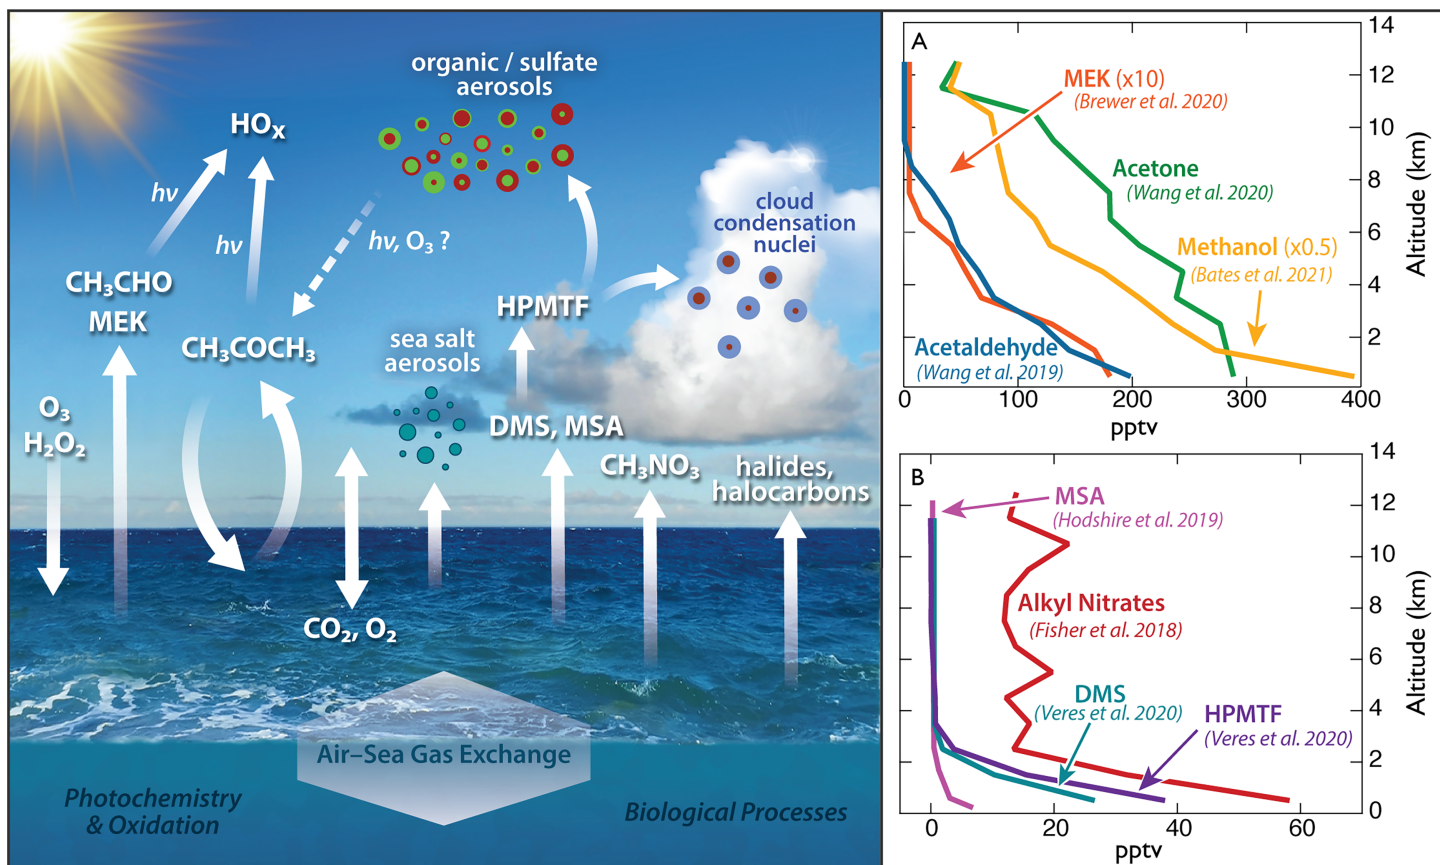 organic / sulfate
aerosols
HOₓ
hν
hν
hν, O₃ ?
cloud
condensation
nuclei
CH₃CHO
MEK
HPMTF
CH₃COCH₃
sea salt
aerosols
O₃
H₂O₂
DMS, MSA
CH₃NO₃
halides,
halocarbons
CO₂, O₂
Air–Sea Gas Exchange
Photochemistry
& Oxidation
Biological Processes
A
MEK (x10)
(Brewer et al. 2020)
Acetone
(Wang et al. 2020)
Methanol (x0.5)
(Bates et al. 2021)
Acetaldehyde
(Wang et al. 2019)
14
12
10
8
6
4
2
Altitude (km)
0 100 200 300 400
pptv
B
MSA
(Hodshire et al. 2019)
Alkyl Nitrates
(Fisher et al. 2018)
DMS
(Veres et al. 2020)
HPMTF
(Veres et al. 2020)
14
12
10
8
6
4
2
0
Altitude (km)
0 20 40 60
pptv